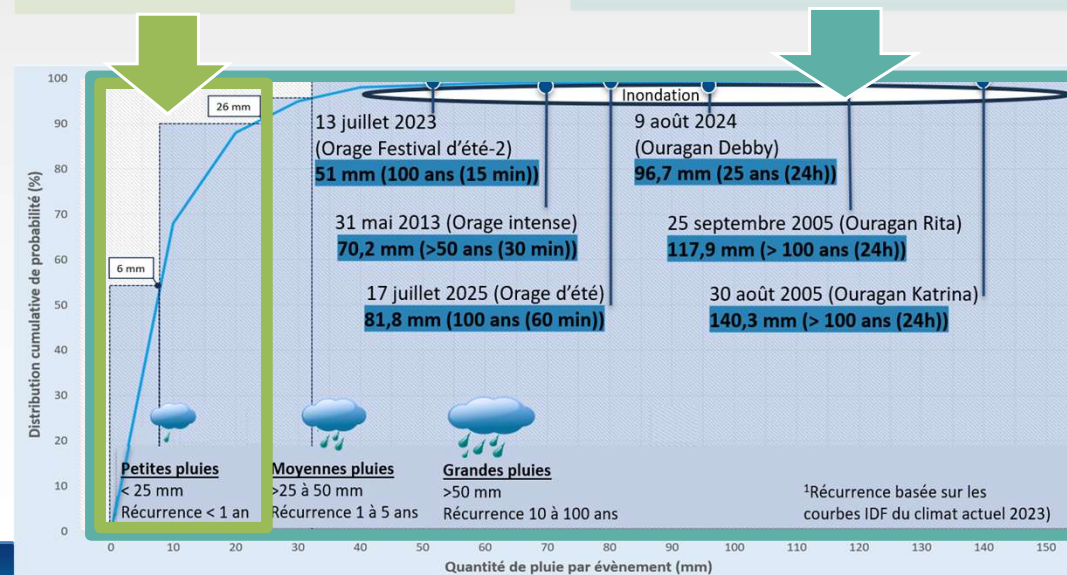 Distribution cumulative de probabilité (%)
100
90
80
70
60
50
40
30
20
10
0
26 mm
6 mm
Inondation
13 juillet 2023
(Orage Festival d'été-2)
51 mm (100 ans (15 min))
9 août 2024
(Ouragan Debby)
96,7 mm (25 ans (24h))
31 mai 2013 (Orage intense)
70,2 mm (>50 ans (30 min))
25 septembre 2005 (Ouragan Rita)
117,9 mm (> 100 ans (24h))
17 juillet 2025 (Orage d'été)
81,8 mm (100 ans (60 min))
30 août 2005 (Ouragan Katrina)
140,3 mm (> 100 ans (24h))
Petites pluies
< 25 mm
Récurrence < 1 an
Moyennes pluies
>25 à 50 mm
Récurrence 1 à 5 ans
Grandes pluies
>50 mm
Récurrence 10 à 100 ans
¹Récurrence basée sur les
courbes IDF du climat actuel 2023)
0 10 20 30 40 50 60 70 80 90 100 110 120 130 140 150
Quantité de pluie par évènement (mm)